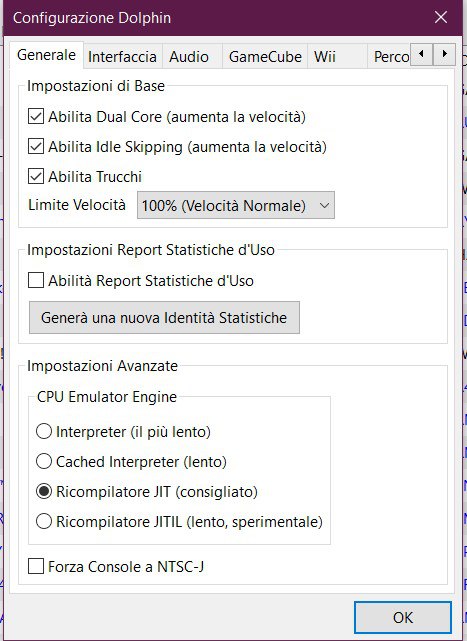 Configurazione Dolphin
Generale Interfaccia Audio GameCube Wii Perco
Impostazioni di Base
Abilita Dual Core (aumenta la velocità)
Abilita Idle Skipping (aumenta la velocità)
Abilita Trucchi
Limite Velocità 100% (Velocità Normale)
Impostazioni Report Statistiche d'Uso
Abilità Report Statistiche d'Uso
Generà una nuova Identità Statistiche
Impostazioni Avanzate
CPU Emulator Engine
Interpreter (il più lento)
Cached Interpreter (lento)
Ricompilatore JIT (consigliato)
Ricompilatore JITIL (lento, sperimentale)
Forza Console a NTSC-J
OK